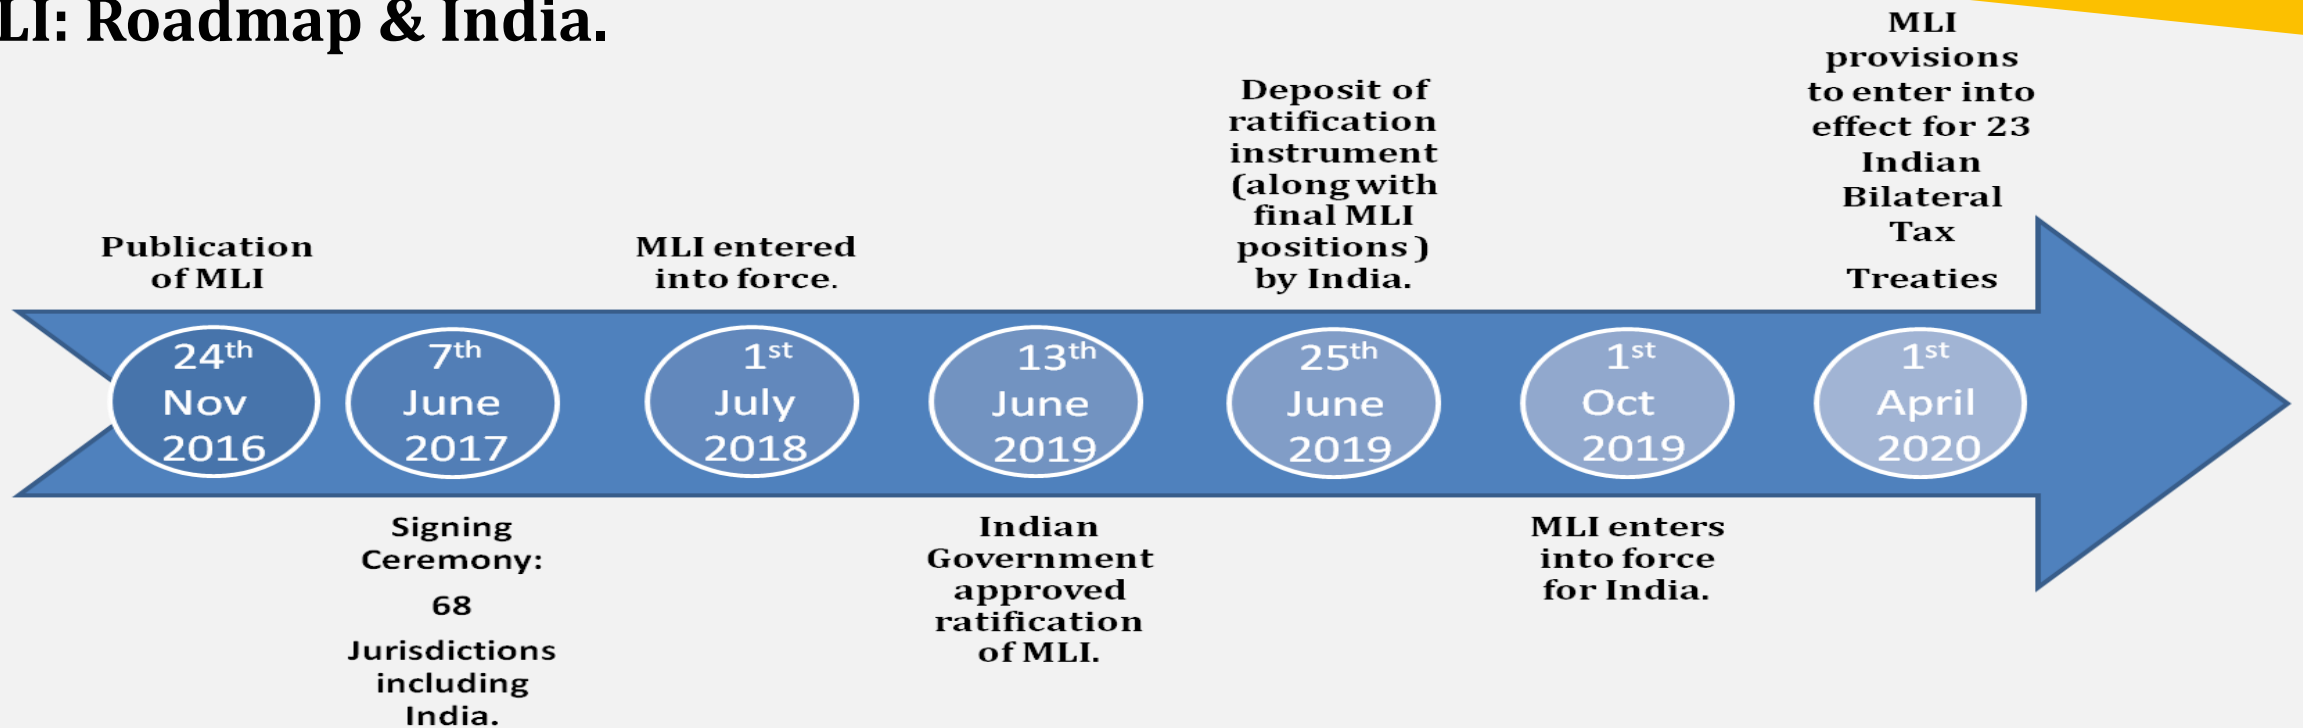 LI: Roadmap & India.
Publication
of MLI
24th
Nov
2016
7th
June
2017
Signing
Ceremony:
68
Jurisdictions
including
India.
MLI entered
into force.
1st
July
2018
13th
June
2019
Indian
Government
approved
ratification
of MLI.
Deposit of
ratification
instrument
(along with
final MLI
positions )
by India.
25th
June
2019
1st
Oct
2019
MLI enters
into force
for India.
MLI
provisions
to enter into
effect for 23
Indian
Bilateral
Tax
Treaties
1st
April
2020